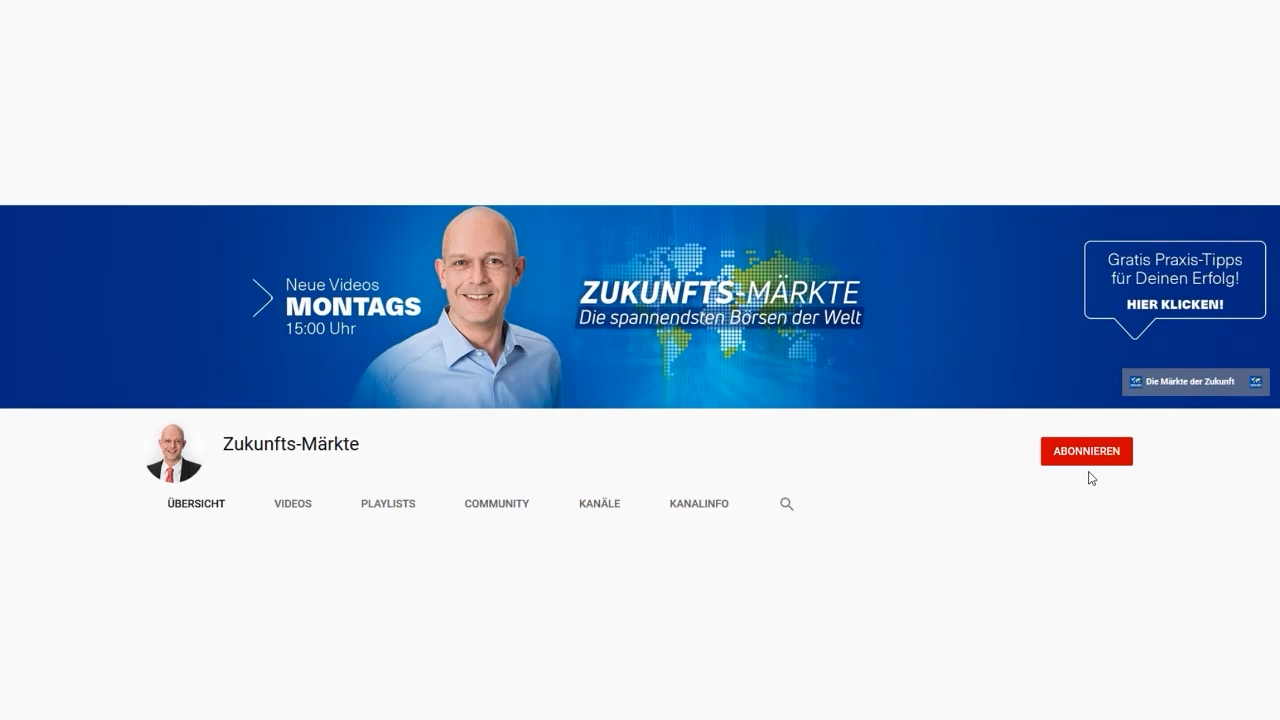 Neue Videos
MONTAGS
15:00 Uhr
ZUKUNFTS-MÄRKTE
Die spannendsten Börsen der Welt
Gratis Praxis-Tipps
für Deinen Erfolg!
HIER KLICKEN!
Die Märkte der Zukunft
Zukunfts-Märkte
ABONNIEREN
ÜBERSICHT VIDEOS PLAYLISTS COMMUNITY KANÄLE KANALINFO